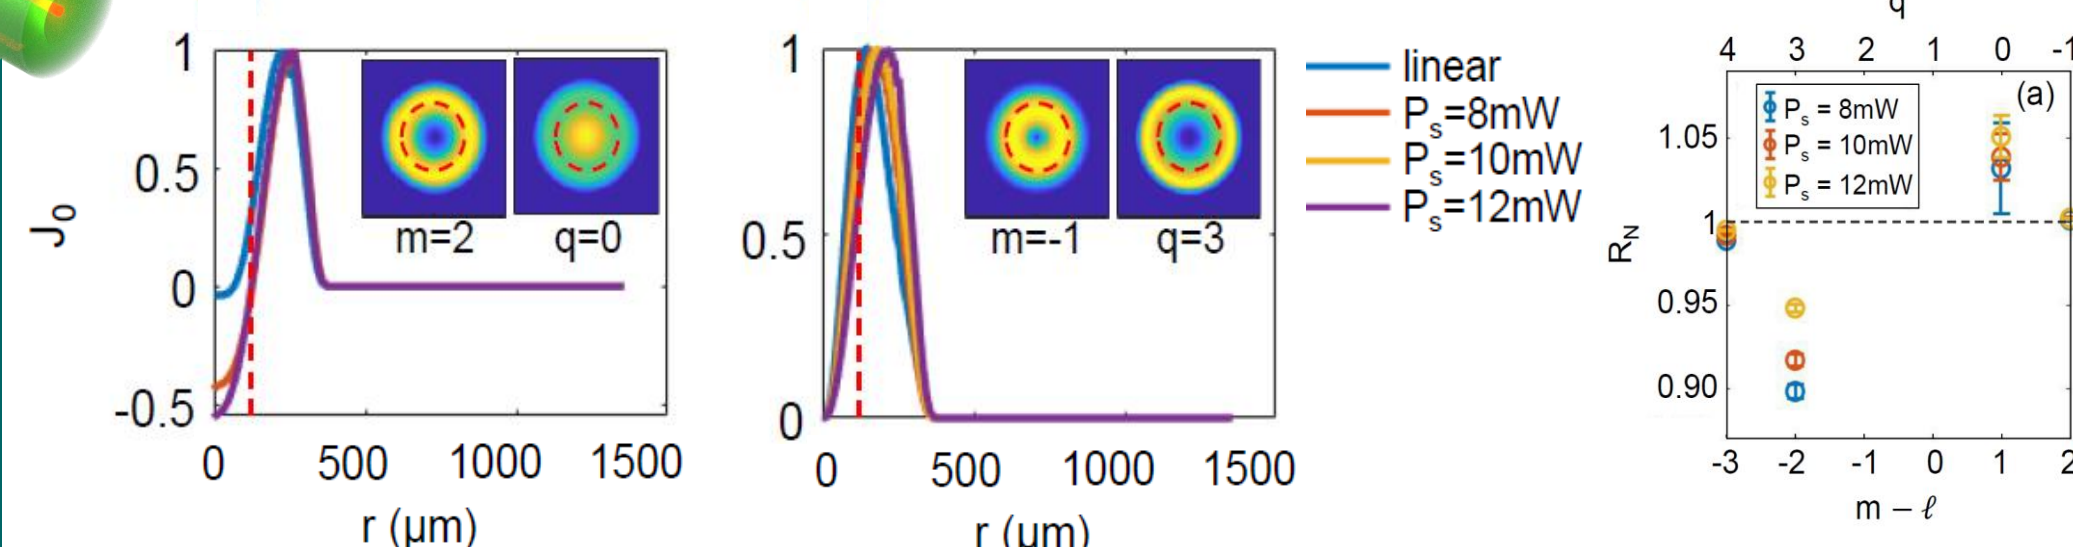 J₀
1
0.5
0
-0.5
0 500 1000 1500
r (μm)
m=2 q=0
1
0.5
0
0 500 1000 1500
r (μm)
m=-1 q=3
linear
Pₛ=8mW
Pₛ=10mW
Pₛ=12mW
q
4 3 2 1 0 -1
(a)
Pₛ = 8mW
Pₛ = 10mW
Pₛ = 12mW
R_N
1.05
1
0.95
0.90
-3 -2 -1 0 1 2
m − ℓ